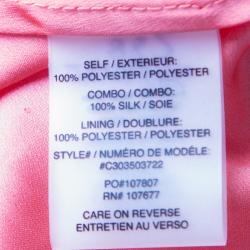 SELF / EXTERIEUR:
100% POLYESTER / POLYESTER
COMBO / COMBO:
100% SILK / SOIE
LINING / DOUBLURE:
100% POLYESTER / POLYESTER
STYLE# / NUMÉRO DE MODÈLE:
#C303503722
PO#107807
RN# 107677
CARE ON REVERSE
ENTRETIEN AU VERSO